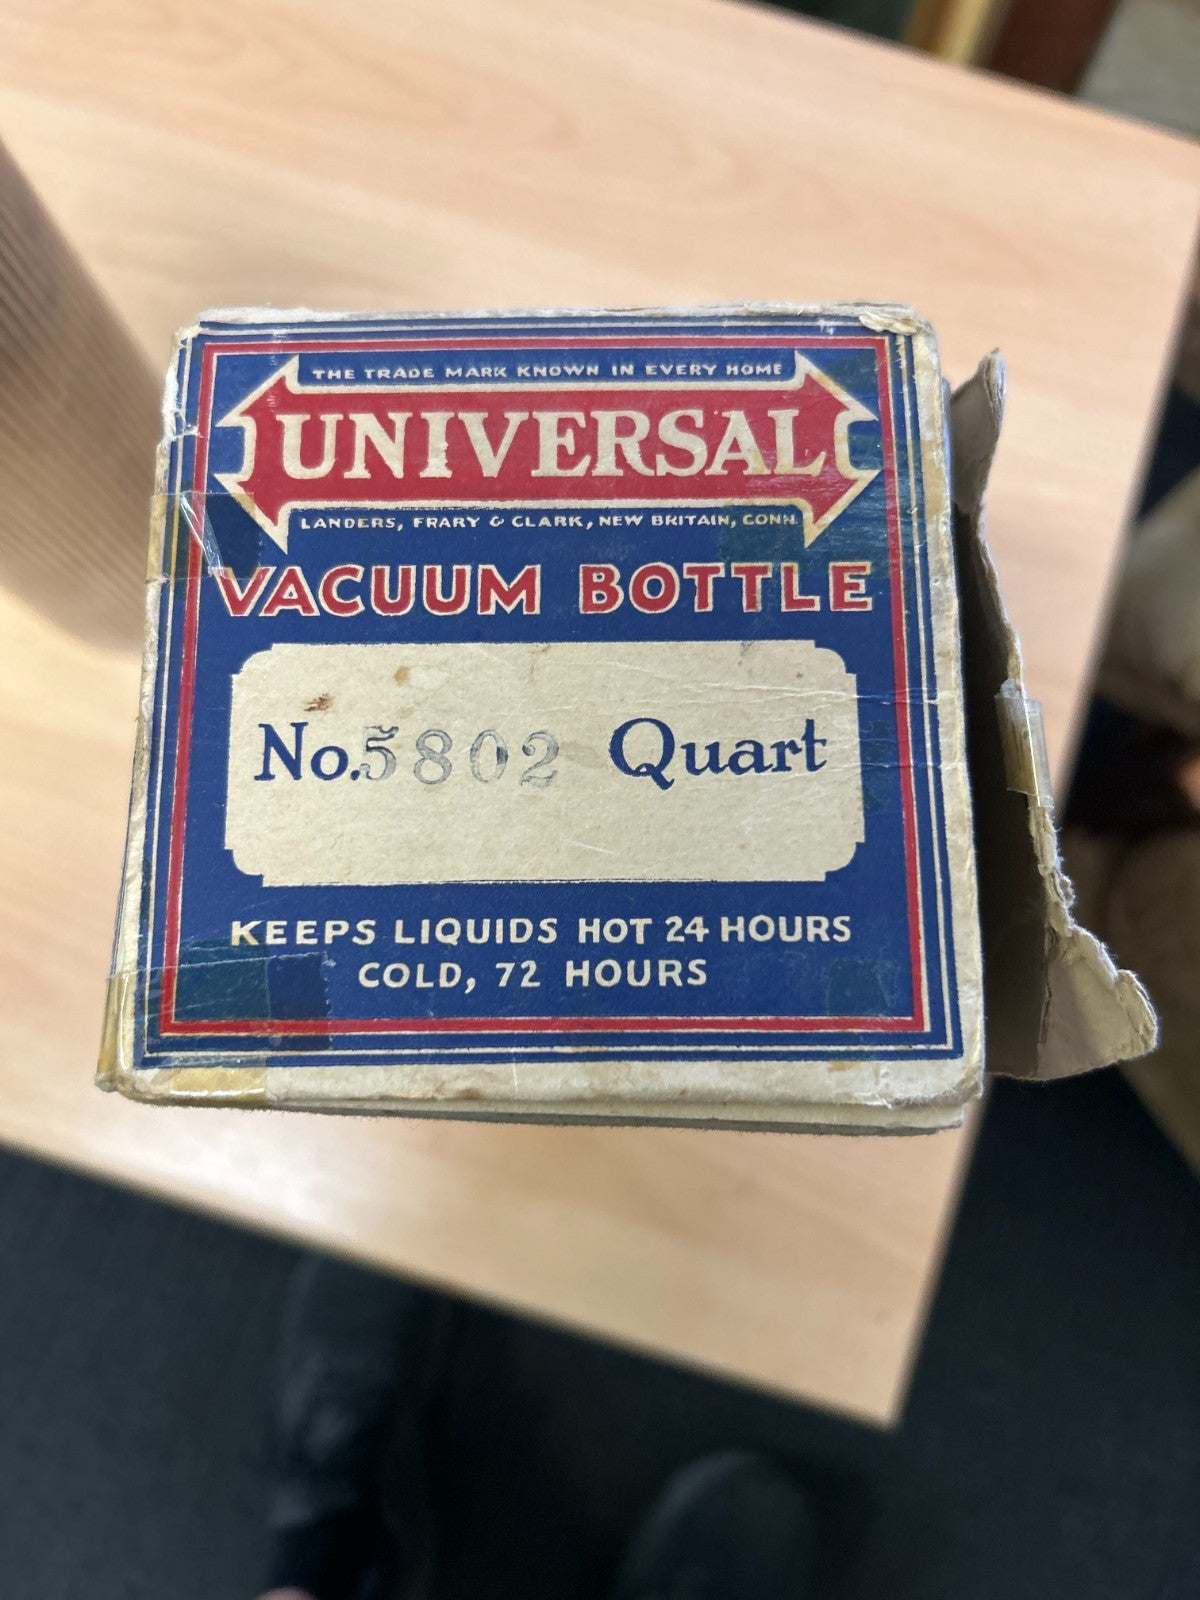 THE TRADE MARK KNOWN IN EVERY HOME
UNIVERSAL
LANDERS, FRARY & CLARK, NEW BRITAIN, CONN.
VACUUM BOTTLE
No. 5802 Quart
KEEPS LIQUIDS HOT 24 HOURS
COLD, 72 HOURS